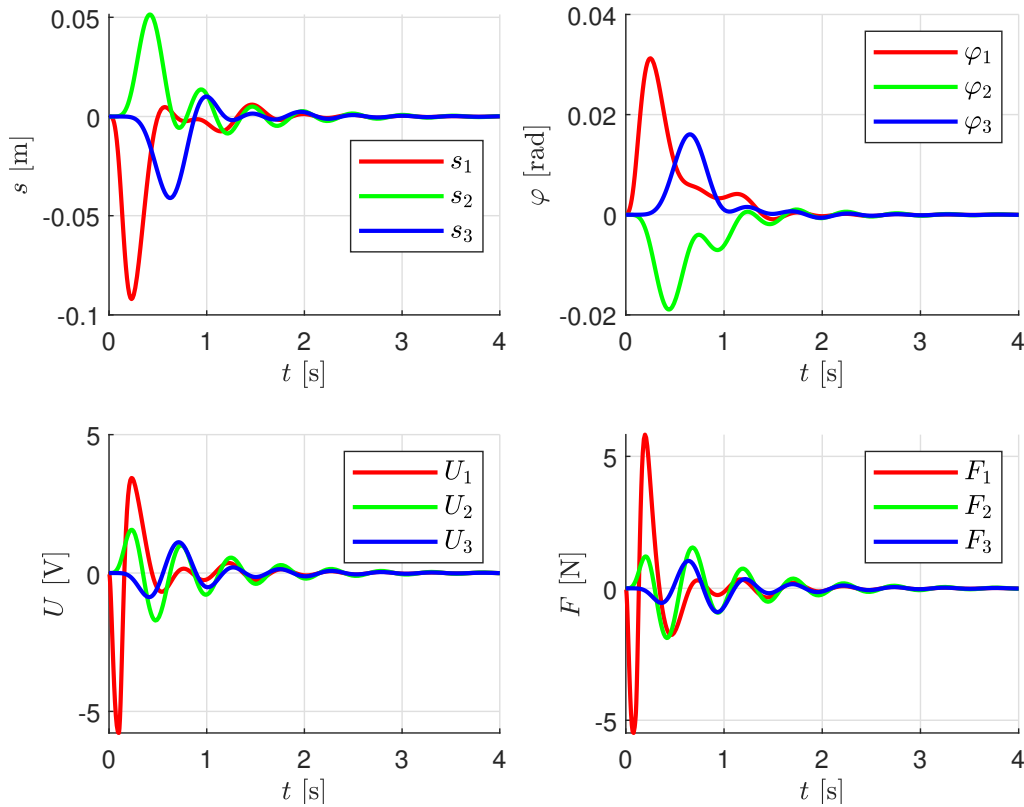 0.05
0
-0.05
-0.1
s [m]
s₁
s₂
s₃
0 1 2 3 4
t [s]
0.04
0.02
0
-0.02
φ [rad]
φ₁
φ₂
φ₃
0 1 2 3 4
t [s]
5
0
-5
U [V]
U₁
U₂
U₃
0 1 2 3 4
t [s]
5
0
-5
F [N]
F₁
F₂
F₃
0 1 2 3 4
t [s]